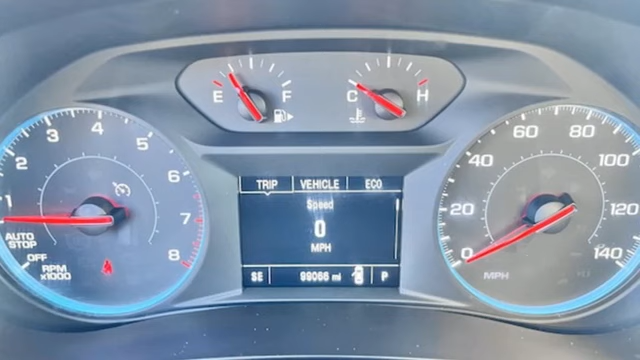 E F
C H
1 2 3 4 5 6 7 8
AUTO
STOP
OFF
RPM
x1000
TRIP VEHICLE ECO
Speed
0
MPH
SE 99066 mi P
0 20 40 60 80 100 120 140
MPH